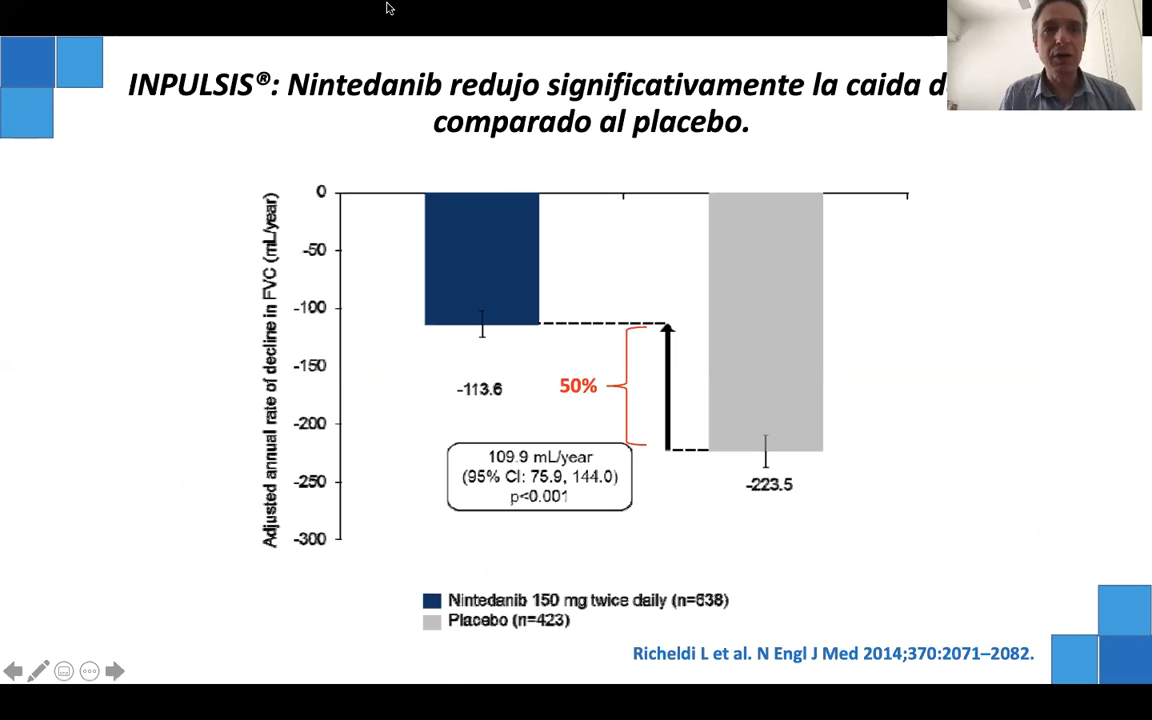 INPULSIS®: Nintedanib redujo significativamente la caida
comparado al placebo.
Adjusted annual rate of decline in FVC (mL/year)
0
-50
-100
-150
-200
-250
-300
-113.6
50%
109.9 mL/year
(95% CI: 75.9, 144.0)
p<0.001
-223.5
Nintedanib 150 mg twice daily (n=638)
Placebo (n=423)
Richeldi L et al. N Engl J Med 2014;370:2071–2082.